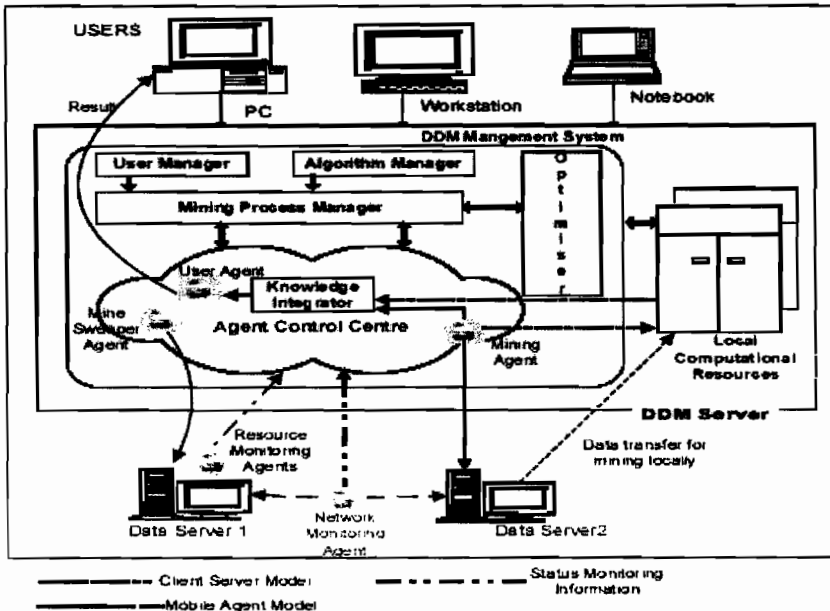 USERS
Result
PC
Workstation
Notebook
DDM Mangement System
User Manager
Algorithm Manager
Optimiser
Mining Process Manager
User Agent
Knowledge
Integrator
Mine
Sweeper
Agent
Agent Control Centre
Mining
Agent
Local
Computational
Resources
DDM Server
Resource
Monitoring
Agents
Data transfer for
mining locally
Data Server 1
Network
Monitoring
Agent
Data Server2
Client Server Model
Status Monitoring
Information
Mobile Agent Model